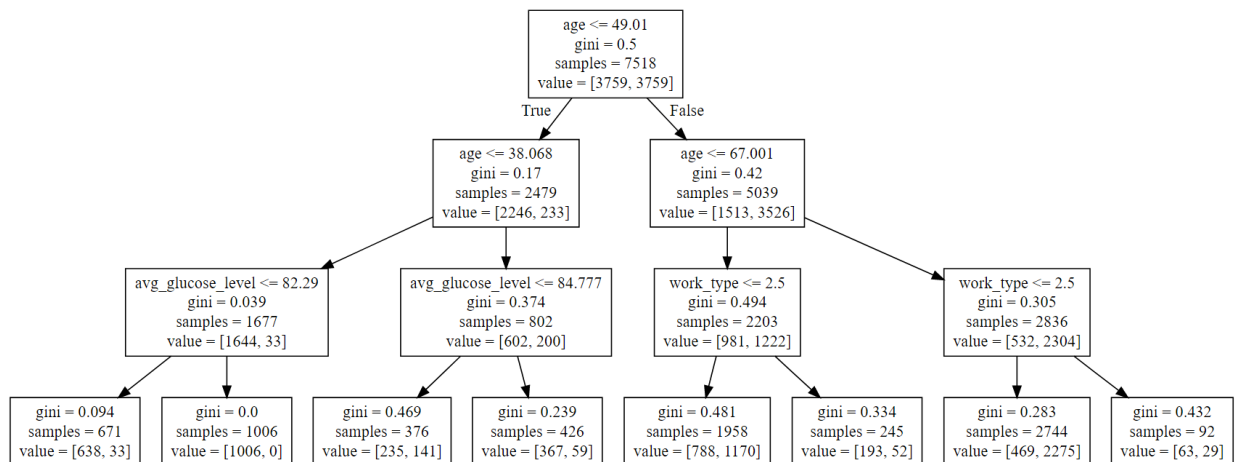 age <= 49.01
gini = 0.5
samples = 7518
value = [3759, 3759]
True
False
age <= 38.068
gini = 0.17
samples = 2479
value = [2246, 233]
age <= 67.001
gini = 0.42
samples = 5039
value = [1513, 3526]
avg_glucose_level <= 82.29
gini = 0.039
samples = 1677
value = [1644, 33]
avg_glucose_level <= 84.777
gini = 0.374
samples = 802
value = [602, 200]
work_type <= 2.5
gini = 0.494
samples = 2203
value = [981, 1222]
work_type <= 2.5
gini = 0.305
samples = 2836
value = [532, 2304]
gini = 0.094
samples = 671
value = [638, 33]
gini = 0.0
samples = 1006
value = [1006, 0]
gini = 0.469
samples = 376
value = [235, 141]
gini = 0.239
samples = 426
value = [367, 59]
gini = 0.481
samples = 1958
value = [788, 1170]
gini = 0.334
samples = 245
value = [193, 52]
gini = 0.283
samples = 2744
value = [469, 2275]
gini = 0.432
samples = 92
value = [63, 29]